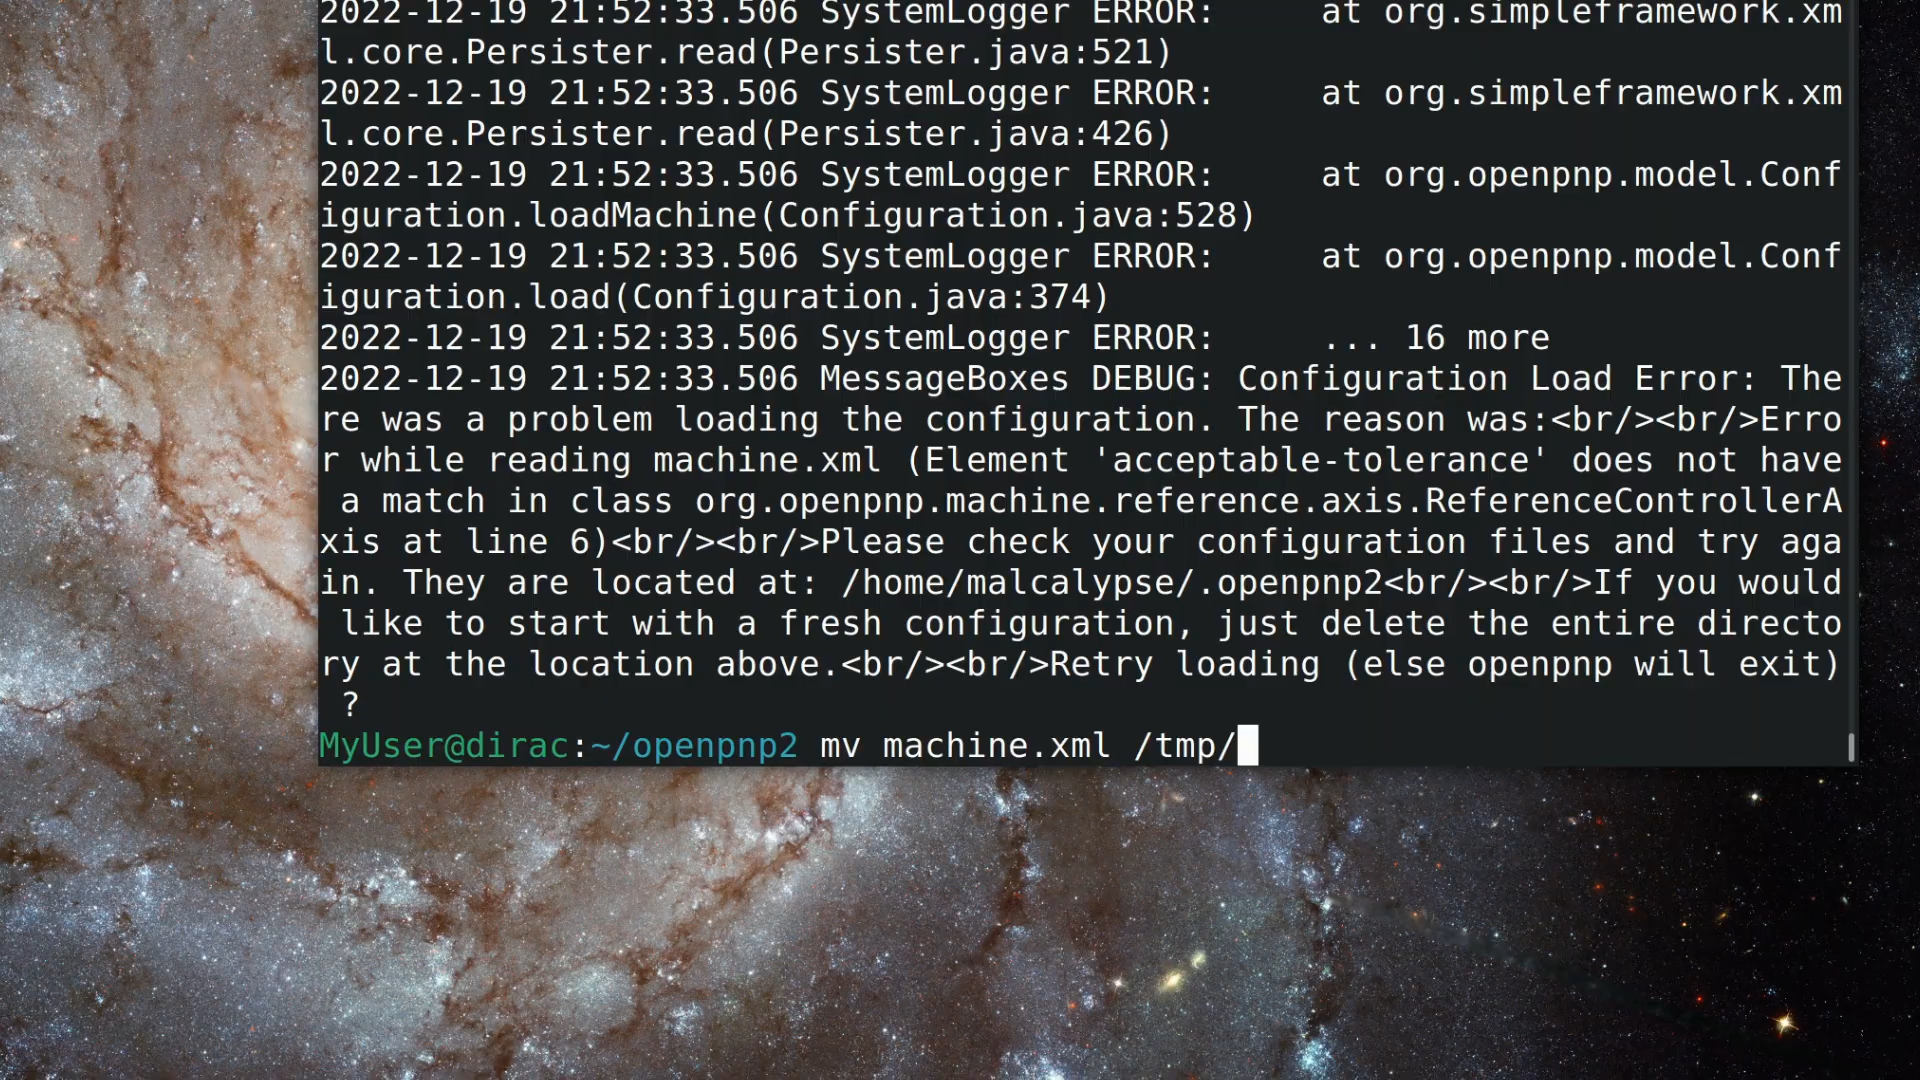 2022-12-19 21:52:33.506 SystemLogger ERROR:     at org.simpleframework.xm
l.core.Persister.read(Persister.java:521)
2022-12-19 21:52:33.506 SystemLogger ERROR:     at org.simpleframework.xm
l.core.Persister.read(Persister.java:426)
2022-12-19 21:52:33.506 SystemLogger ERROR:     at org.openpnp.model.Conf
iguration.loadMachine(Configuration.java:528)
2022-12-19 21:52:33.506 SystemLogger ERROR:     at org.openpnp.model.Conf
iguration.load(Configuration.java:374)
2022-12-19 21:52:33.506 SystemLogger ERROR:     ... 16 more
2022-12-19 21:52:33.506 MessageBoxes DEBUG: Configuration Load Error: The
re was a problem loading the configuration. The reason was:<br/><br/>Erro
r while reading machine.xml (Element 'acceptable-tolerance' does not have
 a match in class org.openpnp.machine.reference.axis.ReferenceControllerA
xis at line 6)<br/><br/>Please check your configuration files and try aga
in. They are located at: /home/malcalypse/.openpnp2<br/><br/>If you would
 like to start with a fresh configuration, just delete the entire directo
ry at the location above.<br/><br/>Retry loading (else openpnp will exit)
 ?
MyUser@dirac:~/openpnp2 mv machine.xml /tmp/